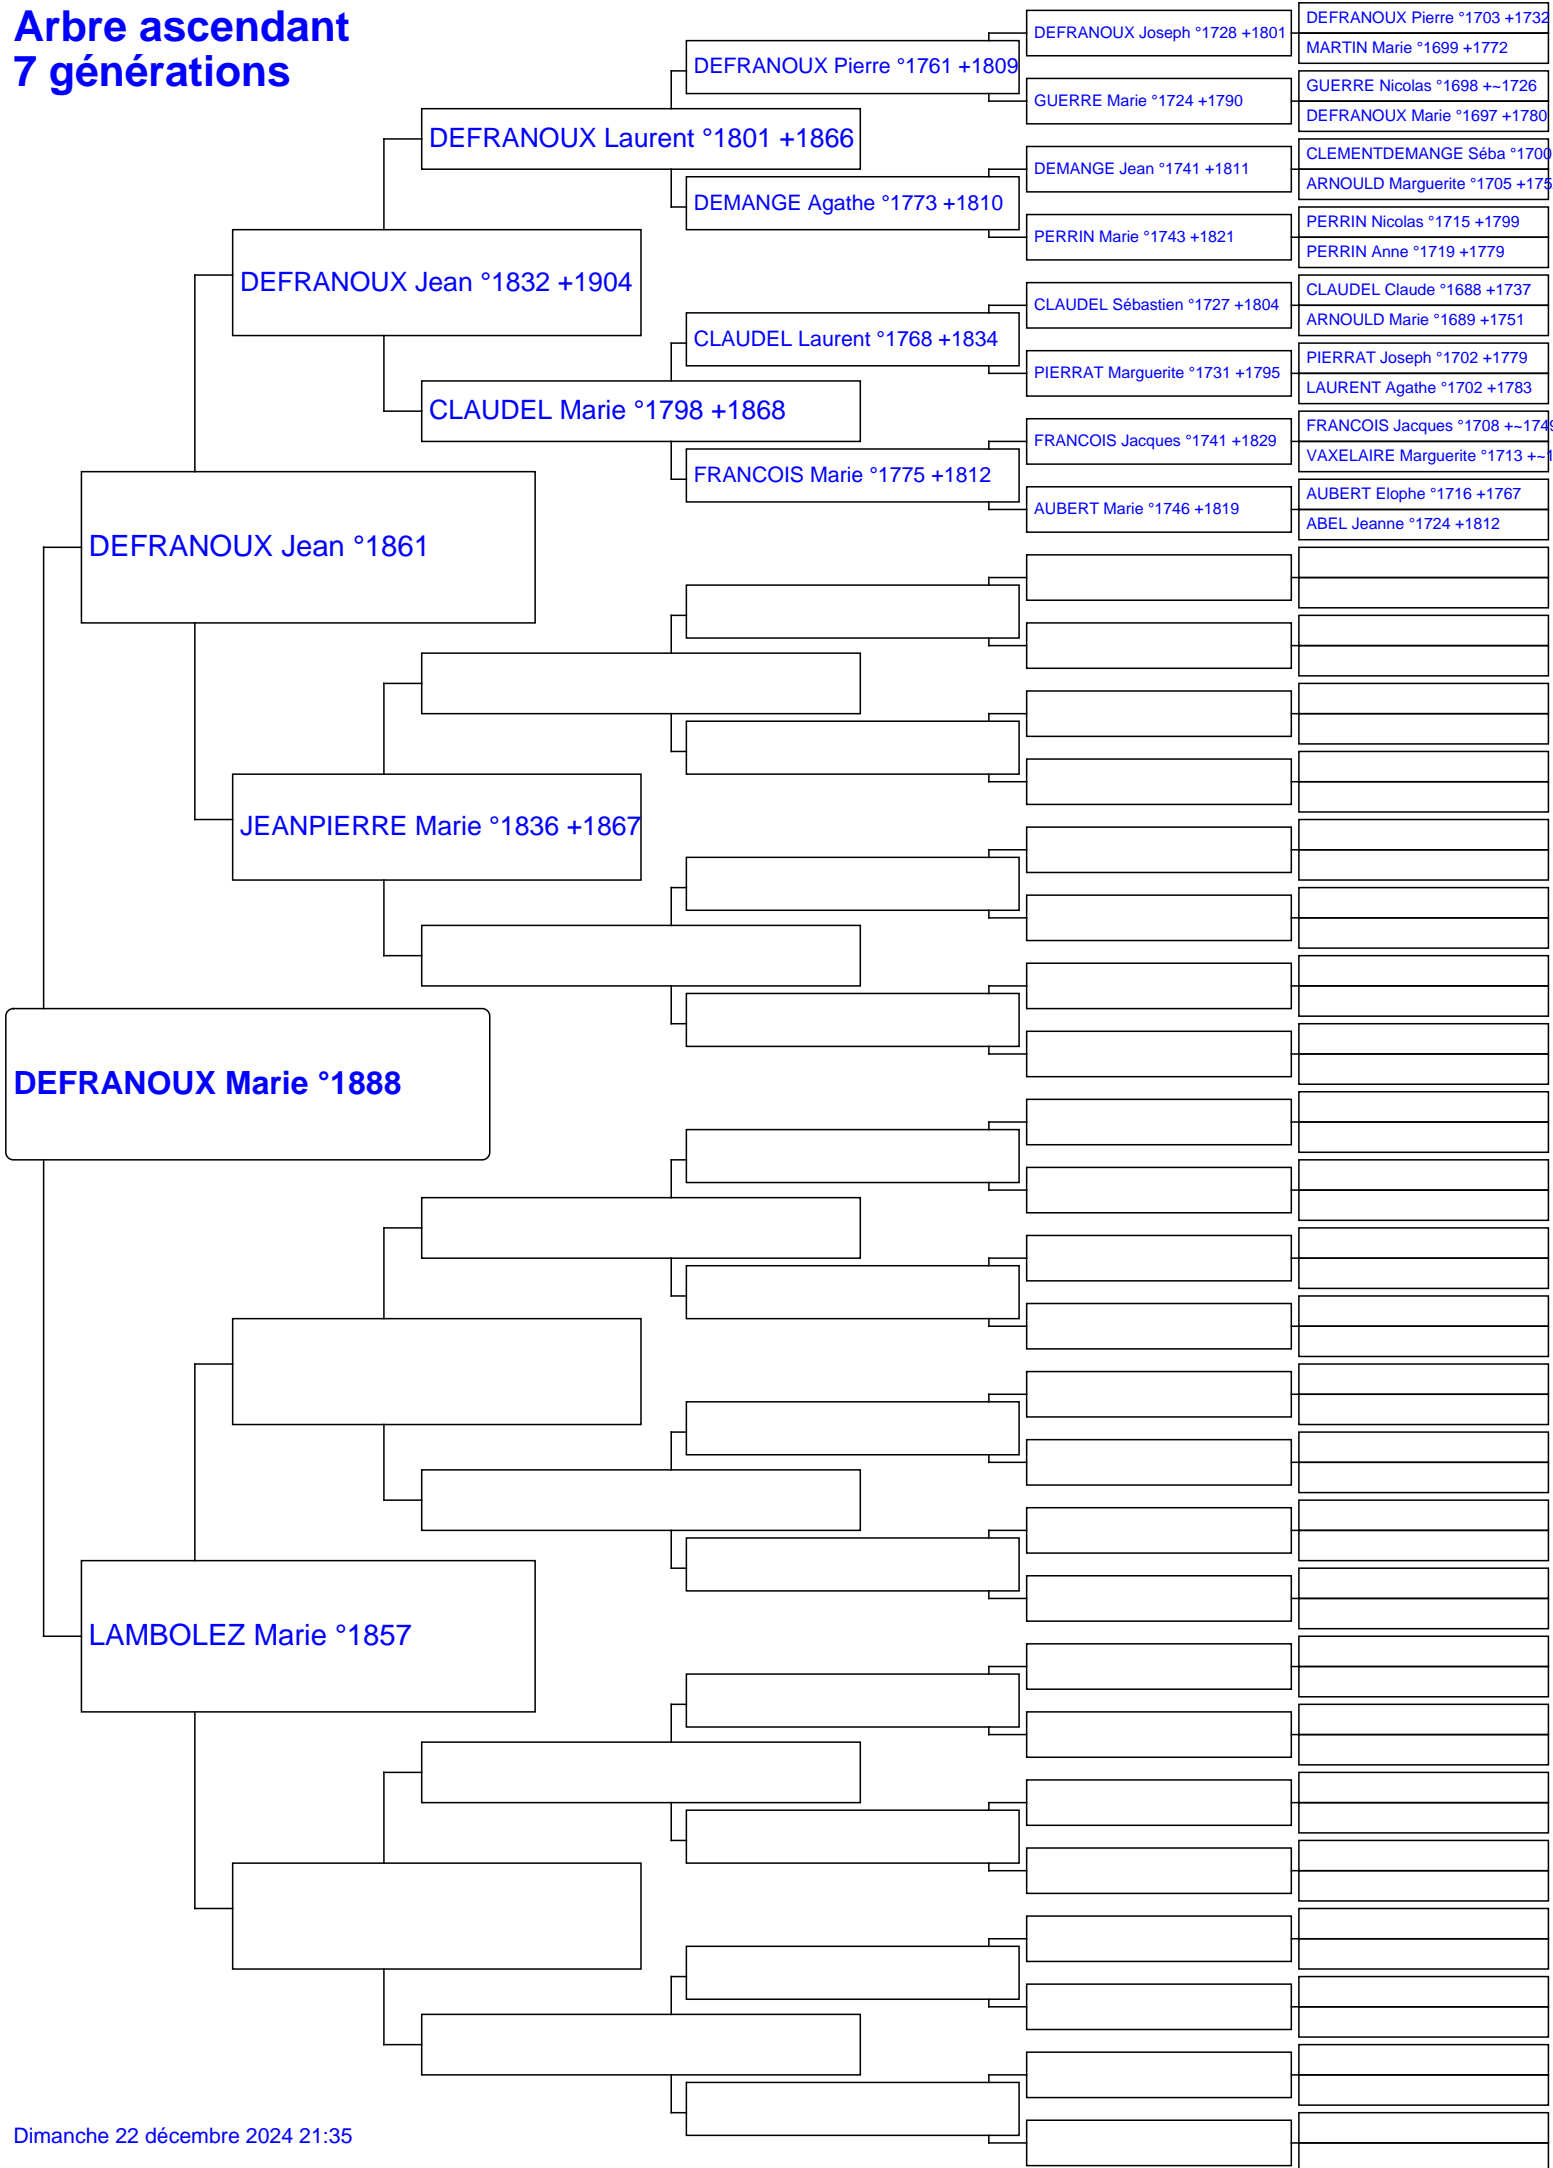 Arbre ascendant
7 générations
DEFRANOUX Joseph °1728 +1801
DEFRANOUX Pierre °1703 +1732
MARTIN Marie °1699 +1772
DEFRANOUX Pierre °1761 +1809
GUERRE Marie °1724 +1790
GUERRE Nicolas °1698 +~1726
DEFRANOUX Marie °1697 +1780
DEFRANOUX Laurent °1801 +1866
DEMANGE Jean °1741 +1811
CLEMENTDEMANGE Séba °1700
ARNOULD Marguerite °1705 +175
DEMANGE Agathe °1773 +1810
PERRIN Marie °1743 +1821
PERRIN Nicolas °1715 +1799
PERRIN Anne °1719 +1779
DEFRANOUX Jean °1832 +1904
CLAUDEL Sébastien °1727 +1804
CLAUDEL Claude °1688 +1737
ARNOULD Marie °1689 +1751
CLAUDEL Laurent °1768 +1834
PIERRAT Marguerite °1731 +1795
PIERRAT Joseph °1702 +1779
LAURENT Agathe °1702 +1783
CLAUDEL Marie °1798 +1868
FRANCOIS Jacques °1741 +1829
FRANCOIS Jacques °1708 +~1749
VAXELAIRE Marguerite °1713 +~1
FRANCOIS Marie °1775 +1812
AUBERT Marie °1746 +1819
AUBERT Elophe °1716 +1767
ABEL Jeanne °1724 +1812
DEFRANOUX Jean °1861
JEANPIERRE Marie °1836 +1867
DEFRANOUX Marie °1888
LAMBOLEZ Marie °1857
Dimanche 22 décembre 2024 21:35